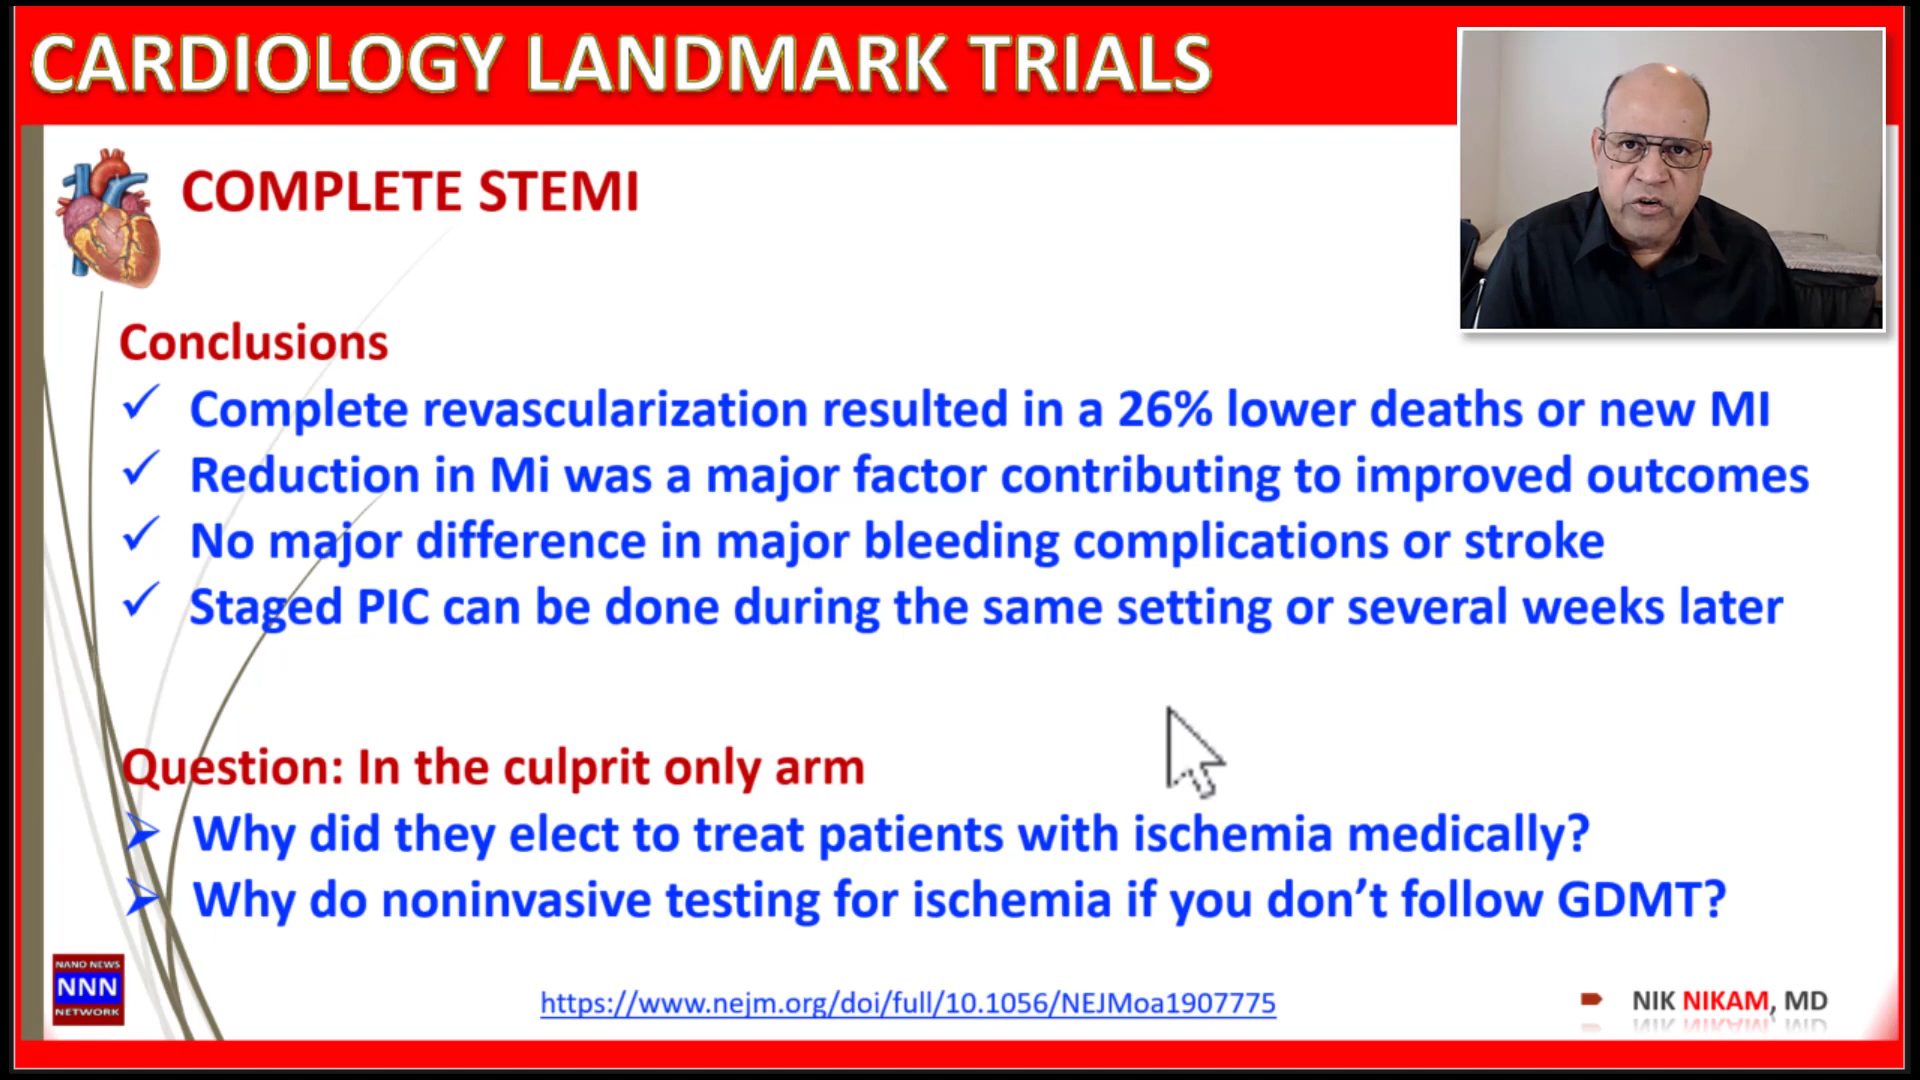 CARDIOLOGY LANDMARK TRIALS
COMPLETE STEMI
Conclusions
✓ Complete revascularization resulted in a 26% lower deaths or new MI
✓ Reduction in Mi was a major factor contributing to improved outcomes
✓ No major difference in major bleeding complications or stroke
✓ Staged PIC can be done during the same setting or several weeks later
Question: In the culprit only arm
➢ Why did they elect to treat patients with ischemia medically?
➢ Why do noninvasive testing for ischemia if you don’t follow GDMT?
NANO NEWS
NNN
NETWORK
https://www.nejm.org/doi/full/10.1056/NEJMoa1907775
NIK NIKAM, MD